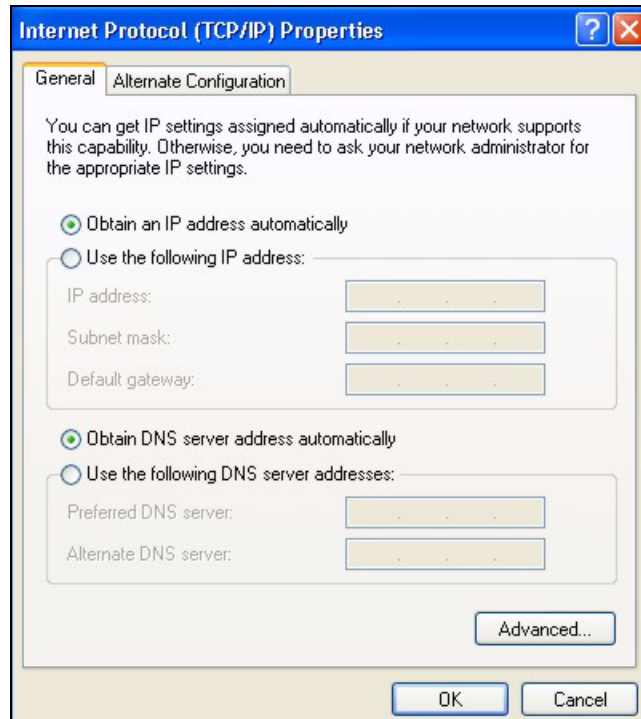 Internet Protocol (TCP/IP) Properties
?
X
General
Alternate Configuration
You can get IP settings assigned automatically if your network supports
this capability. Otherwise, you need to ask your network administrator for
the appropriate IP settings.
Obtain an IP address automatically
Use the following IP address:
IP address:
Subnet mask:
Default gateway:
Obtain DNS server address automatically
Use the following DNS server addresses:
Preferred DNS server:
Alternate DNS server:
Advanced...
OK
Cancel